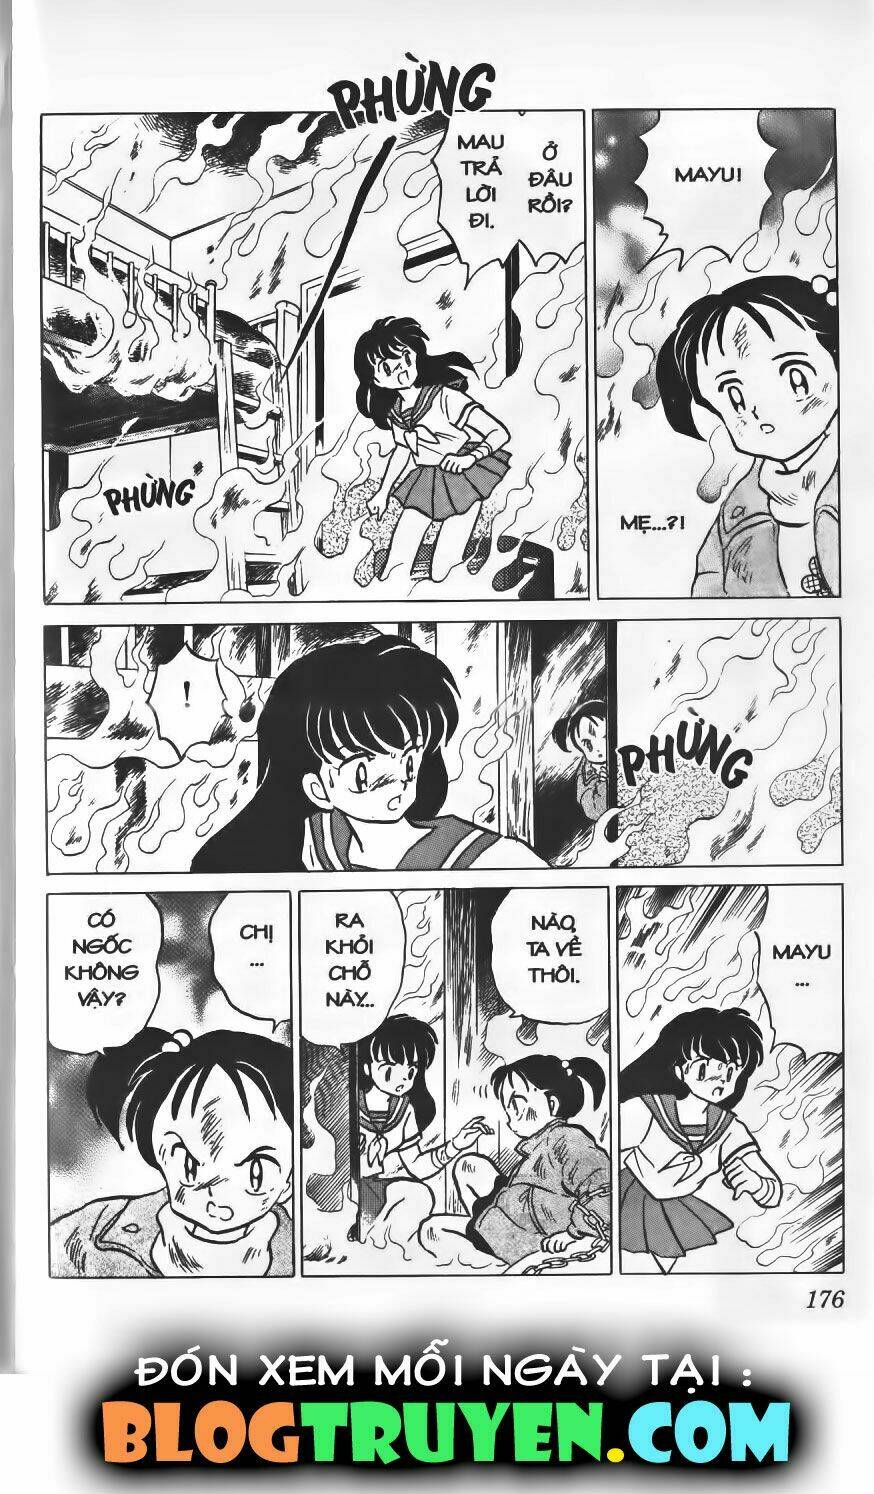 MAYU!
MẸ...?!
PHỪNG
Ở
ĐÂU
RỒI?
MAU
TRẢ
LỜI
ĐI.
PHỪNG
!
PHỪNG
MAYU
...
NÀO,
TA VỀ
THÔI.
RA
KHỎI
CHỖ
NÀY...
CHỊ
...
CÓ
NGỐC
KHÔNG
VẬY?
176
ĐÓN XEM MỖI NGÀY TẠI :
BLOGTRUYEN.COM